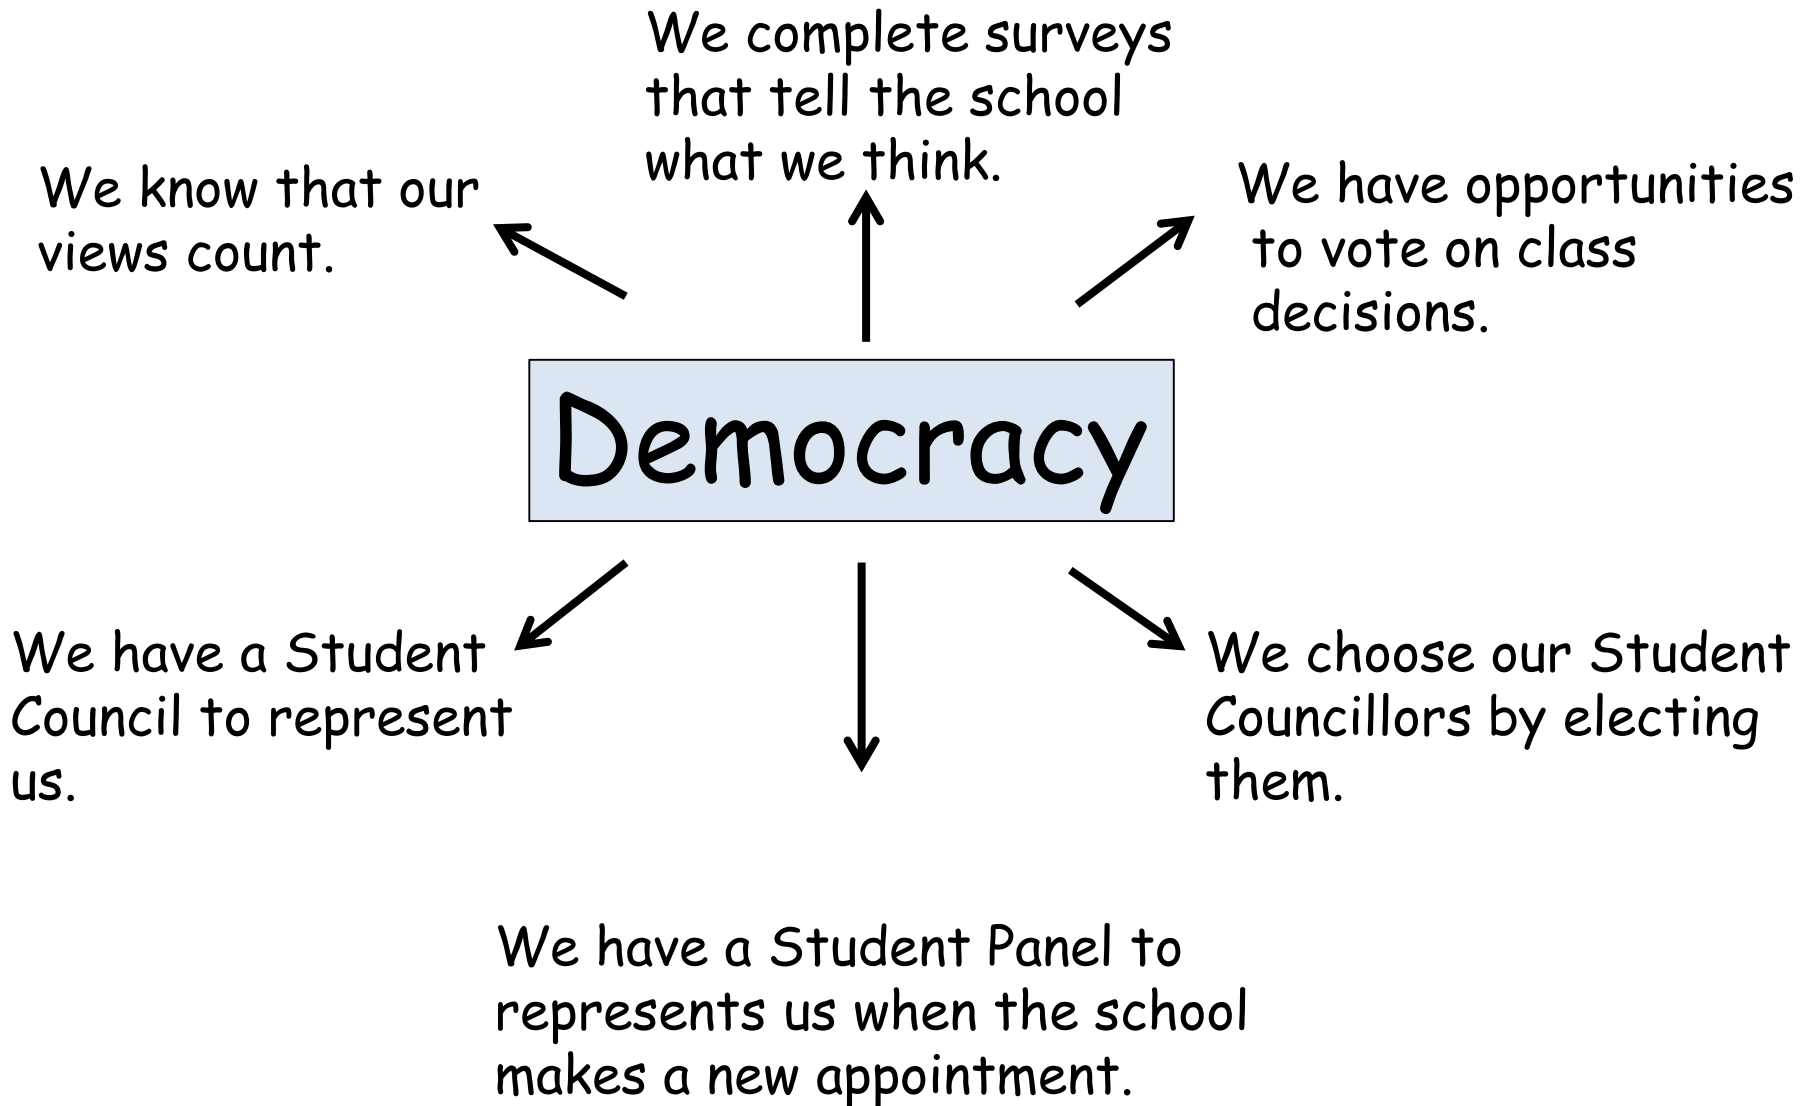 We complete surveys
that tell the school
what we think.
We know that our
views count.
We have opportunities
to vote on class
decisions.
Democracy
We have a Student
Council to represent
us.
We choose our Student
Councillors by electing
them.
We have a Student Panel to
represents us when the school
makes a new appointment.